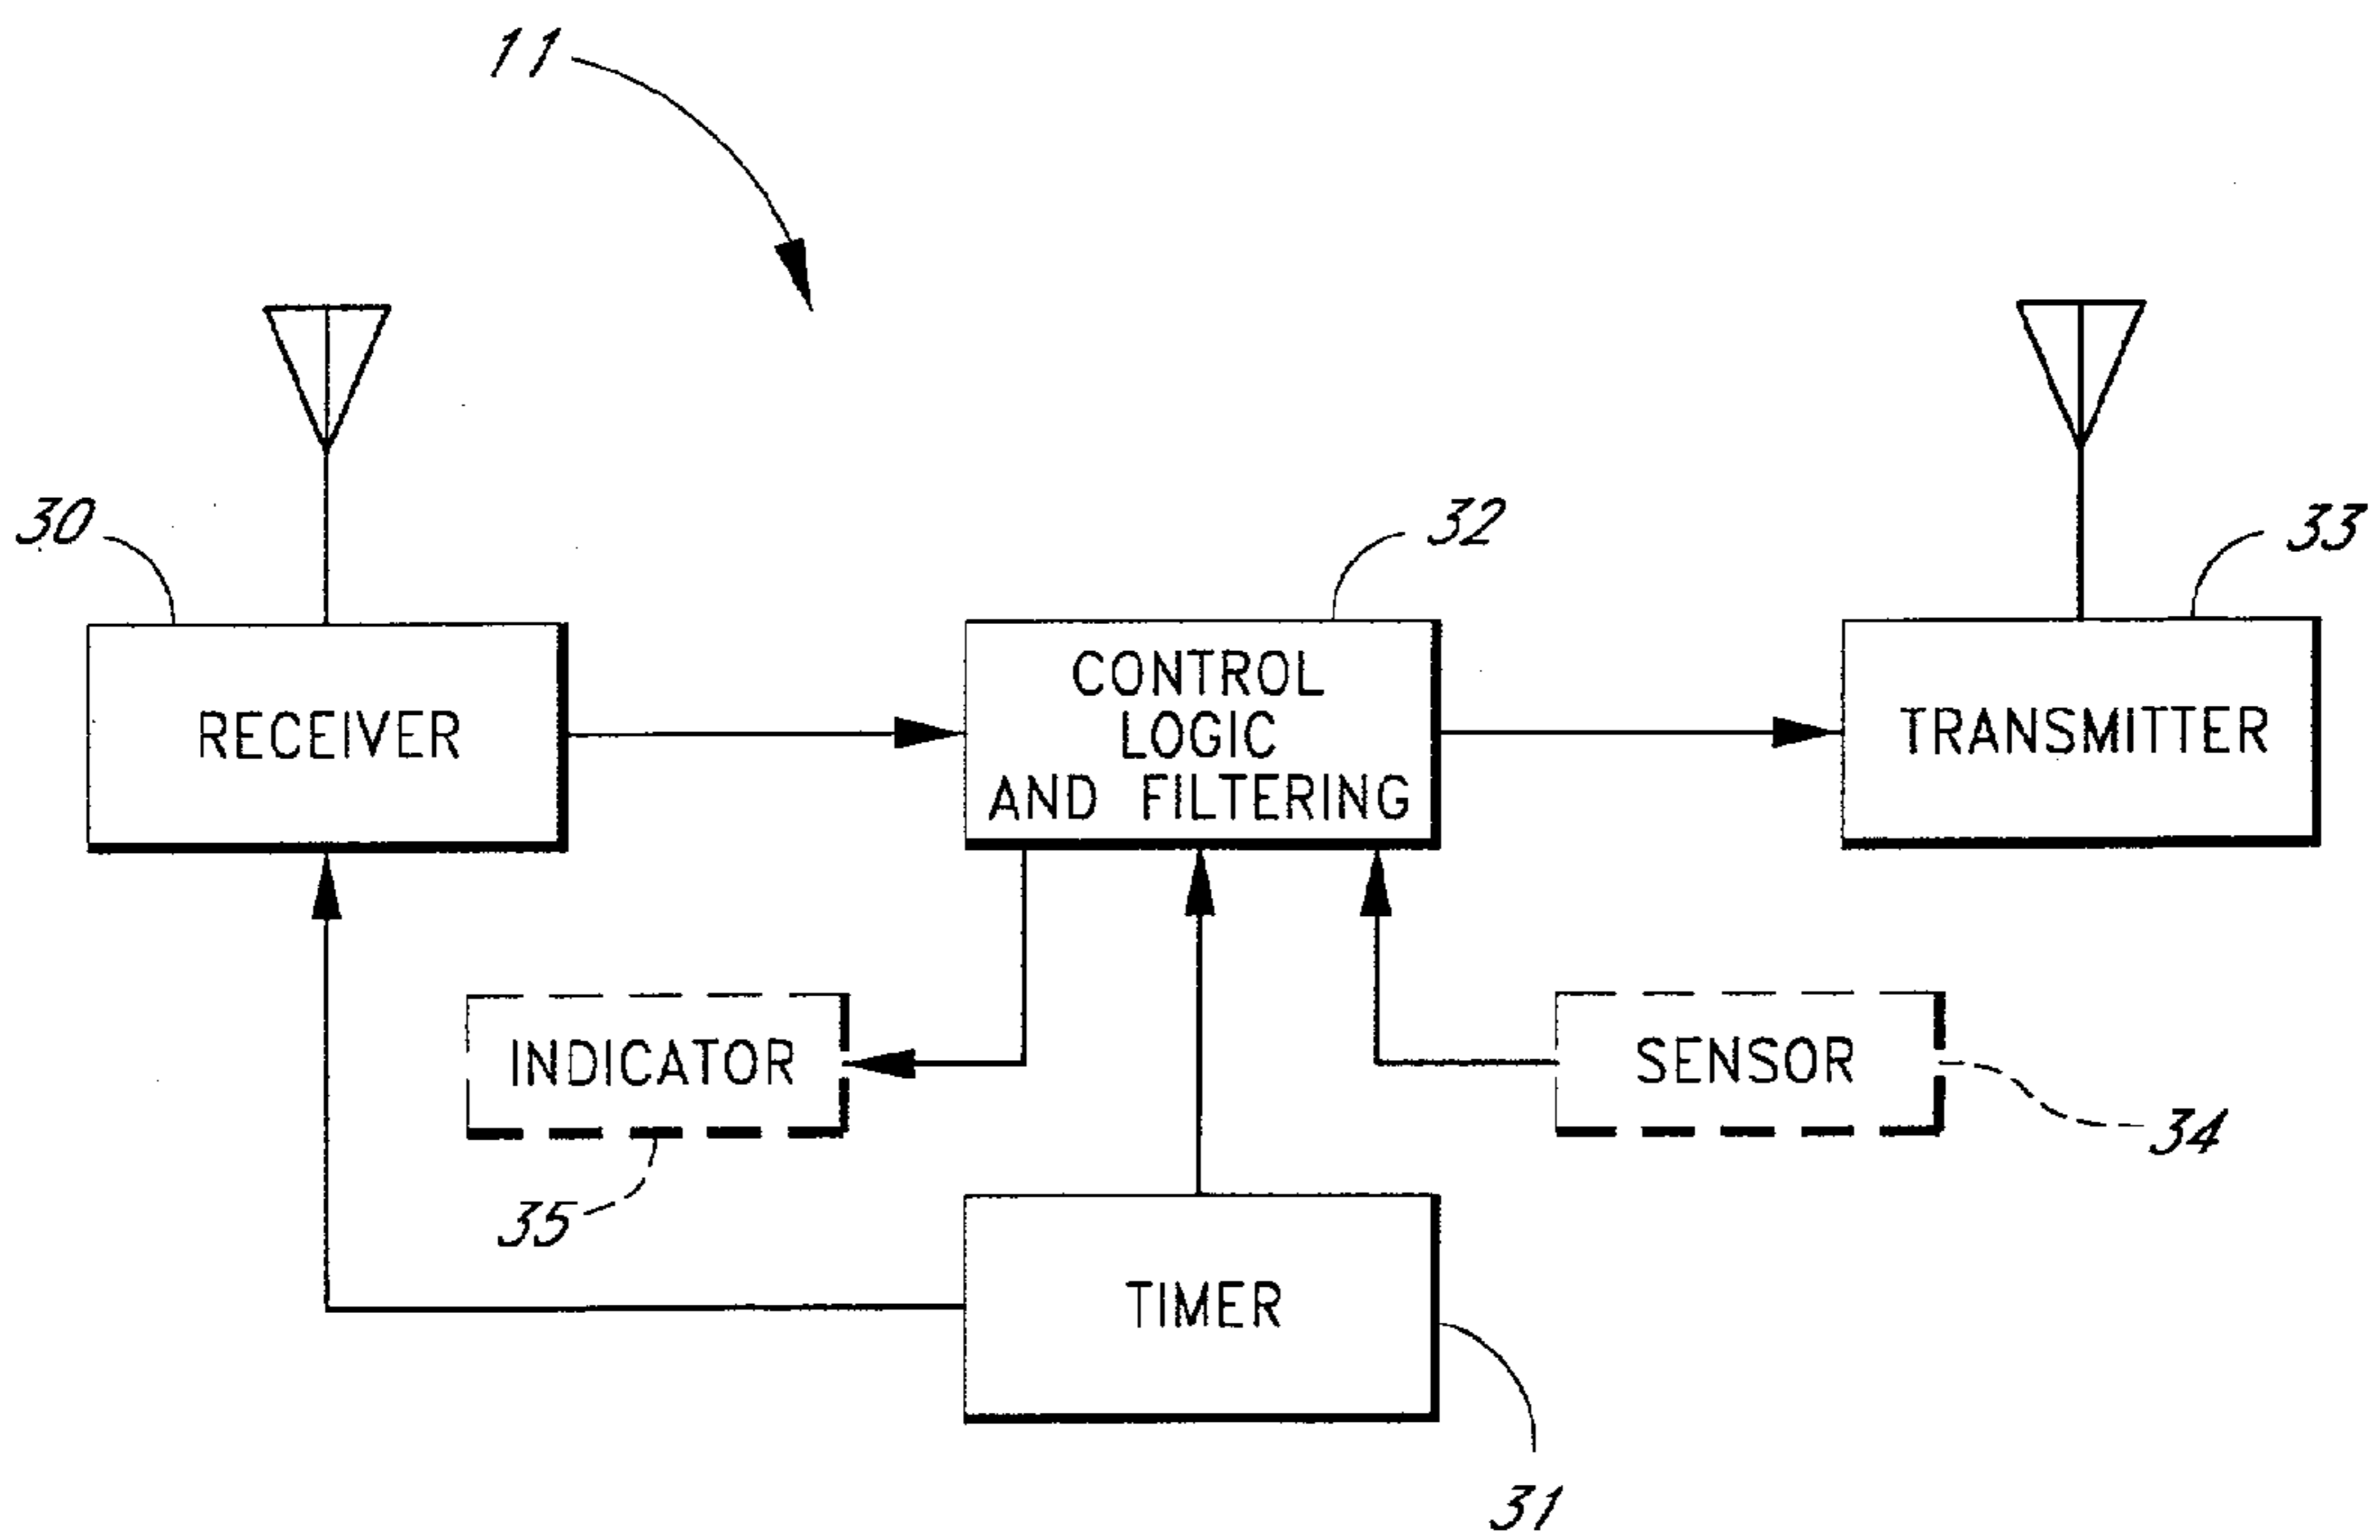 11
30
32
33
RECEIVER
CONTROL
LOGIC
AND FILTERING
TRANSMITTER
INDICATOR
SENSOR
35
34
TIMER
31